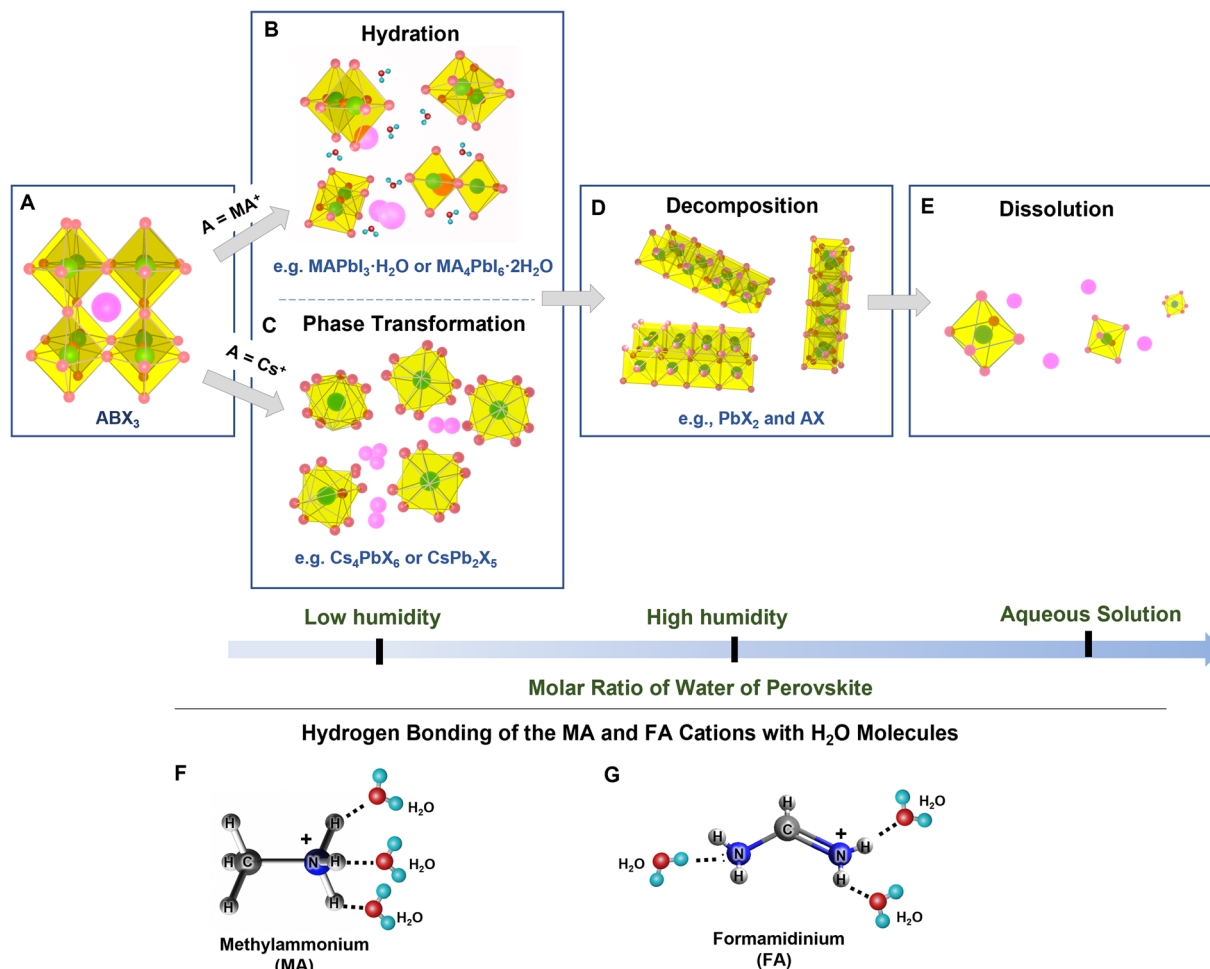 A
ABX₃
A = MA⁺
A = Cs⁺
B
Hydration
e.g. MAPbI₃·H₂O or MA₄PbI₆·2H₂O
C
Phase Transformation
e.g. Cs₄PbX₆ or CsPb₂X₅
D
Decomposition
e.g., PbX₂ and AX
E
Dissolution
Low humidity
High humidity
Aqueous Solution
Molar Ratio of Water of Perovskite
Hydrogen Bonding of the MA and FA Cations with H₂O Molecules
F
H
H
H
C
+
N
H
H
H
H₂O
H₂O
H₂O
Methylammonium
(MA)
G
H
C
+
H
N
H
N
H
H
H₂O
H₂O
H₂O
Formamidinium
(FA)